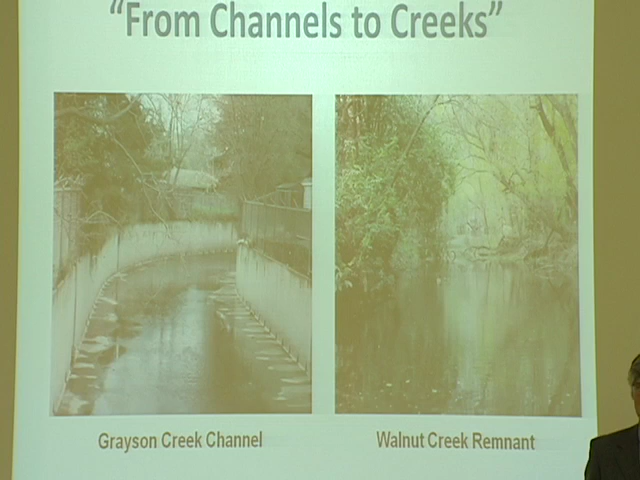 “From Channels to Creeks”
Grayson Creek Channel
Walnut Creek Remnant